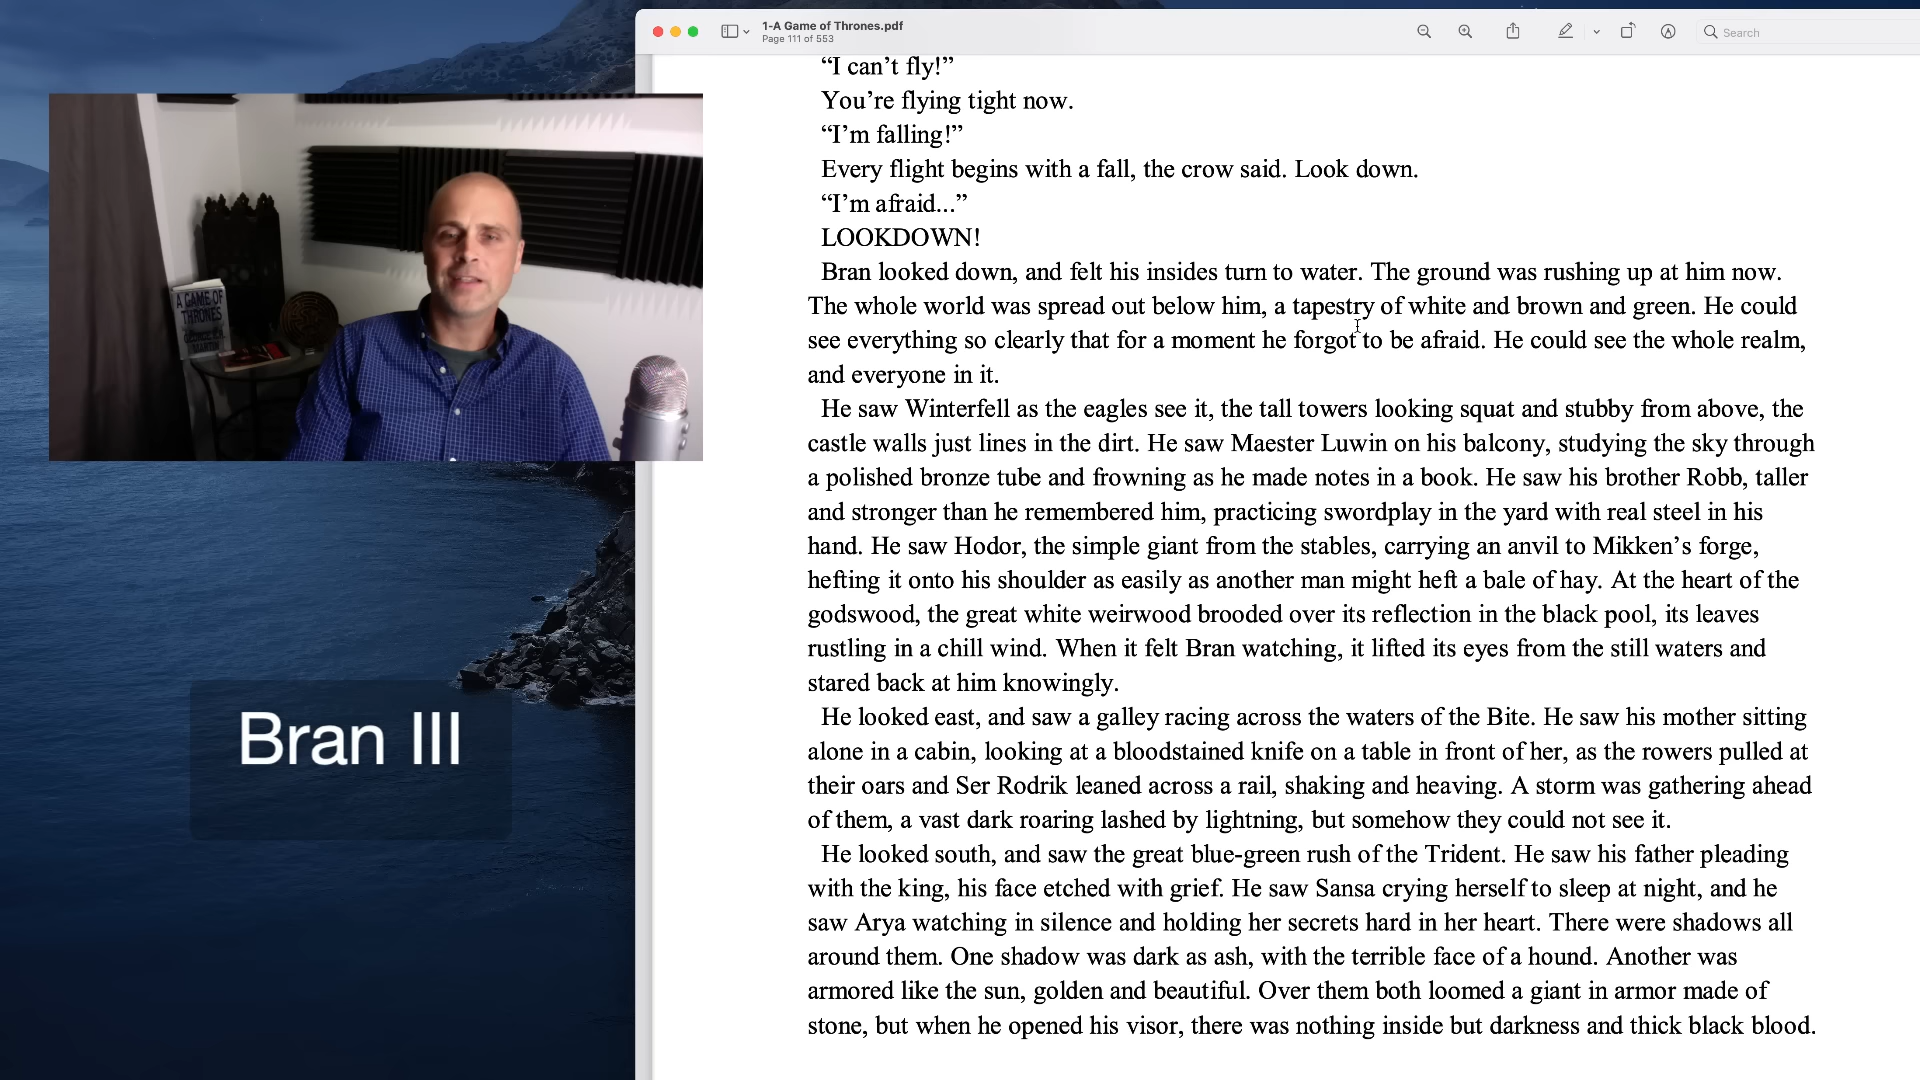 1-A Game of Thrones.pdf
Page 111 of 553
Search
“I can’t fly!”
You’re flying tight now.
“I’m falling!”
Every flight begins with a fall, the crow said. Look down.
“I’m afraid...”
LOOKDOWN!
Bran looked down, and felt his insides turn to water. The ground was rushing up at him now.
The whole world was spread out below him, a tapestry of white and brown and green. He could
see everything so clearly that for a moment he forgot to be afraid. He could see the whole realm,
and everyone in it.
He saw Winterfell as the eagles see it, the tall towers looking squat and stubby from above, the
castle walls just lines in the dirt. He saw Maester Luwin on his balcony, studying the sky through
a polished bronze tube and frowning as he made notes in a book. He saw his brother Robb, taller
and stronger than he remembered him, practicing swordplay in the yard with real steel in his
hand. He saw Hodor, the simple giant from the stables, carrying an anvil to Mikken’s forge,
hefting it onto his shoulder as easily as another man might heft a bale of hay. At the heart of the
godswood, the great white weirwood brooded over its reflection in the black pool, its leaves
rustling in a chill wind. When it felt Bran watching, it lifted its eyes from the still waters and
stared back at him knowingly.
He looked east, and saw a galley racing across the waters of the Bite. He saw his mother sitting
alone in a cabin, looking at a bloodstained knife on a table in front of her, as the rowers pulled at
their oars and Ser Rodrik leaned across a rail, shaking and heaving. A storm was gathering ahead
of them, a vast dark roaring lashed by lightning, but somehow they could not see it.
He looked south, and saw the great blue-green rush of the Trident. He saw his father pleading
with the king, his face etched with grief. He saw Sansa crying herself to sleep at night, and he
saw Arya watching in silence and holding her secrets hard in her heart. There were shadows all
around them. One shadow was dark as ash, with the terrible face of a hound. Another was
armored like the sun, golden and beautiful. Over them both loomed a giant in armor made of
stone, but when he opened his visor, there was nothing inside but darkness and thick black blood.
A GAME OF
THRONES
MARTIN
Bran III